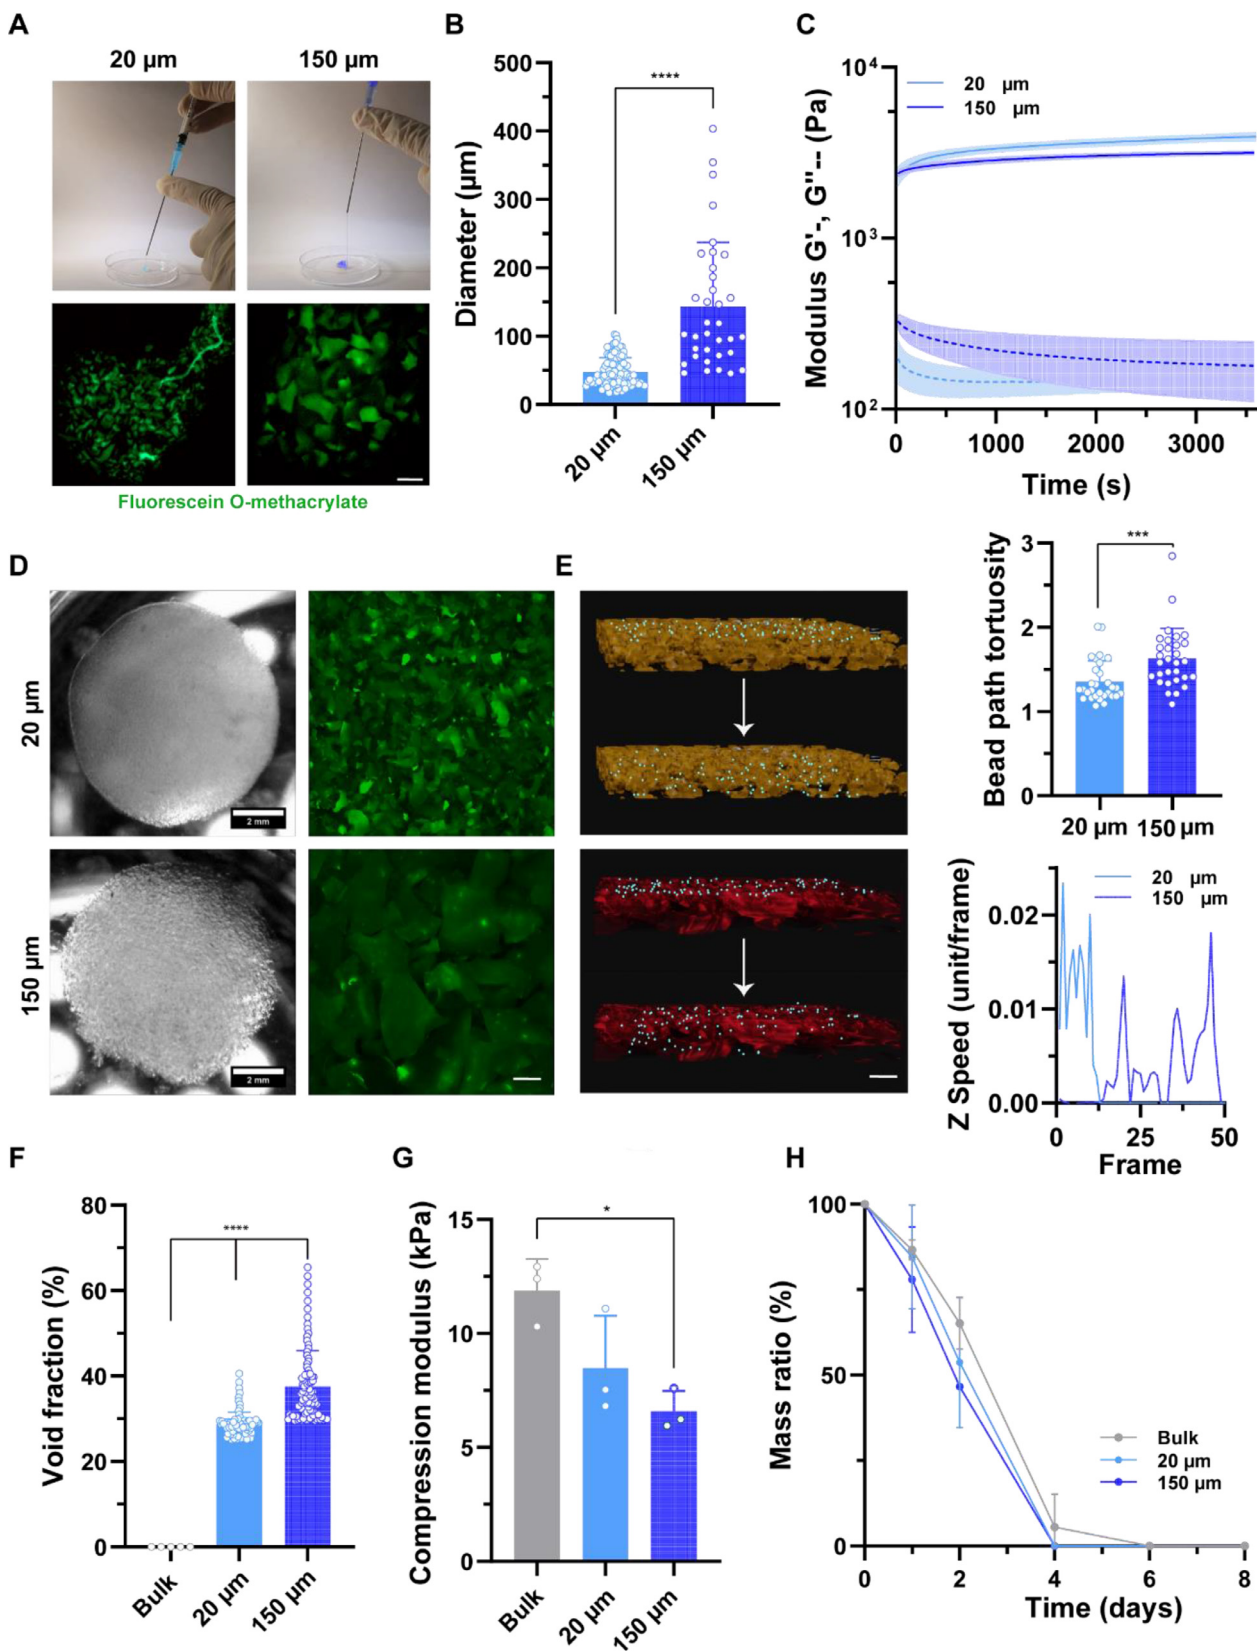 A
20 µm
150 µm
Fluorescein O-methacrylate
B
500
400
300
200
100
0
Diameter (µm)
****
20 µm
150 µm
C
10⁴
10³
10²
Modulus G'-, G''-- (Pa)
20 µm
150 µm
0
1000
2000
3000
Time (s)
D
20 µm
2 mm
150 µm
2 mm
E
3
2
1
0
Bead path tortuosity
***
20 µm
150 µm
0.02
0.01
0.00
Z Speed (unit/frame)
20 µm
150 µm
0
25
50
Frame
F
80
60
40
20
0
Void fraction (%)
****
Bulk
20 µm
150 µm
G
15
10
5
0
Compression modulus (kPa)
*
Bulk
20 µm
150 µm
H
100
50
0
Mass ratio (%)
Bulk
20 µm
150 µm
0
2
4
6
8
Time (days)